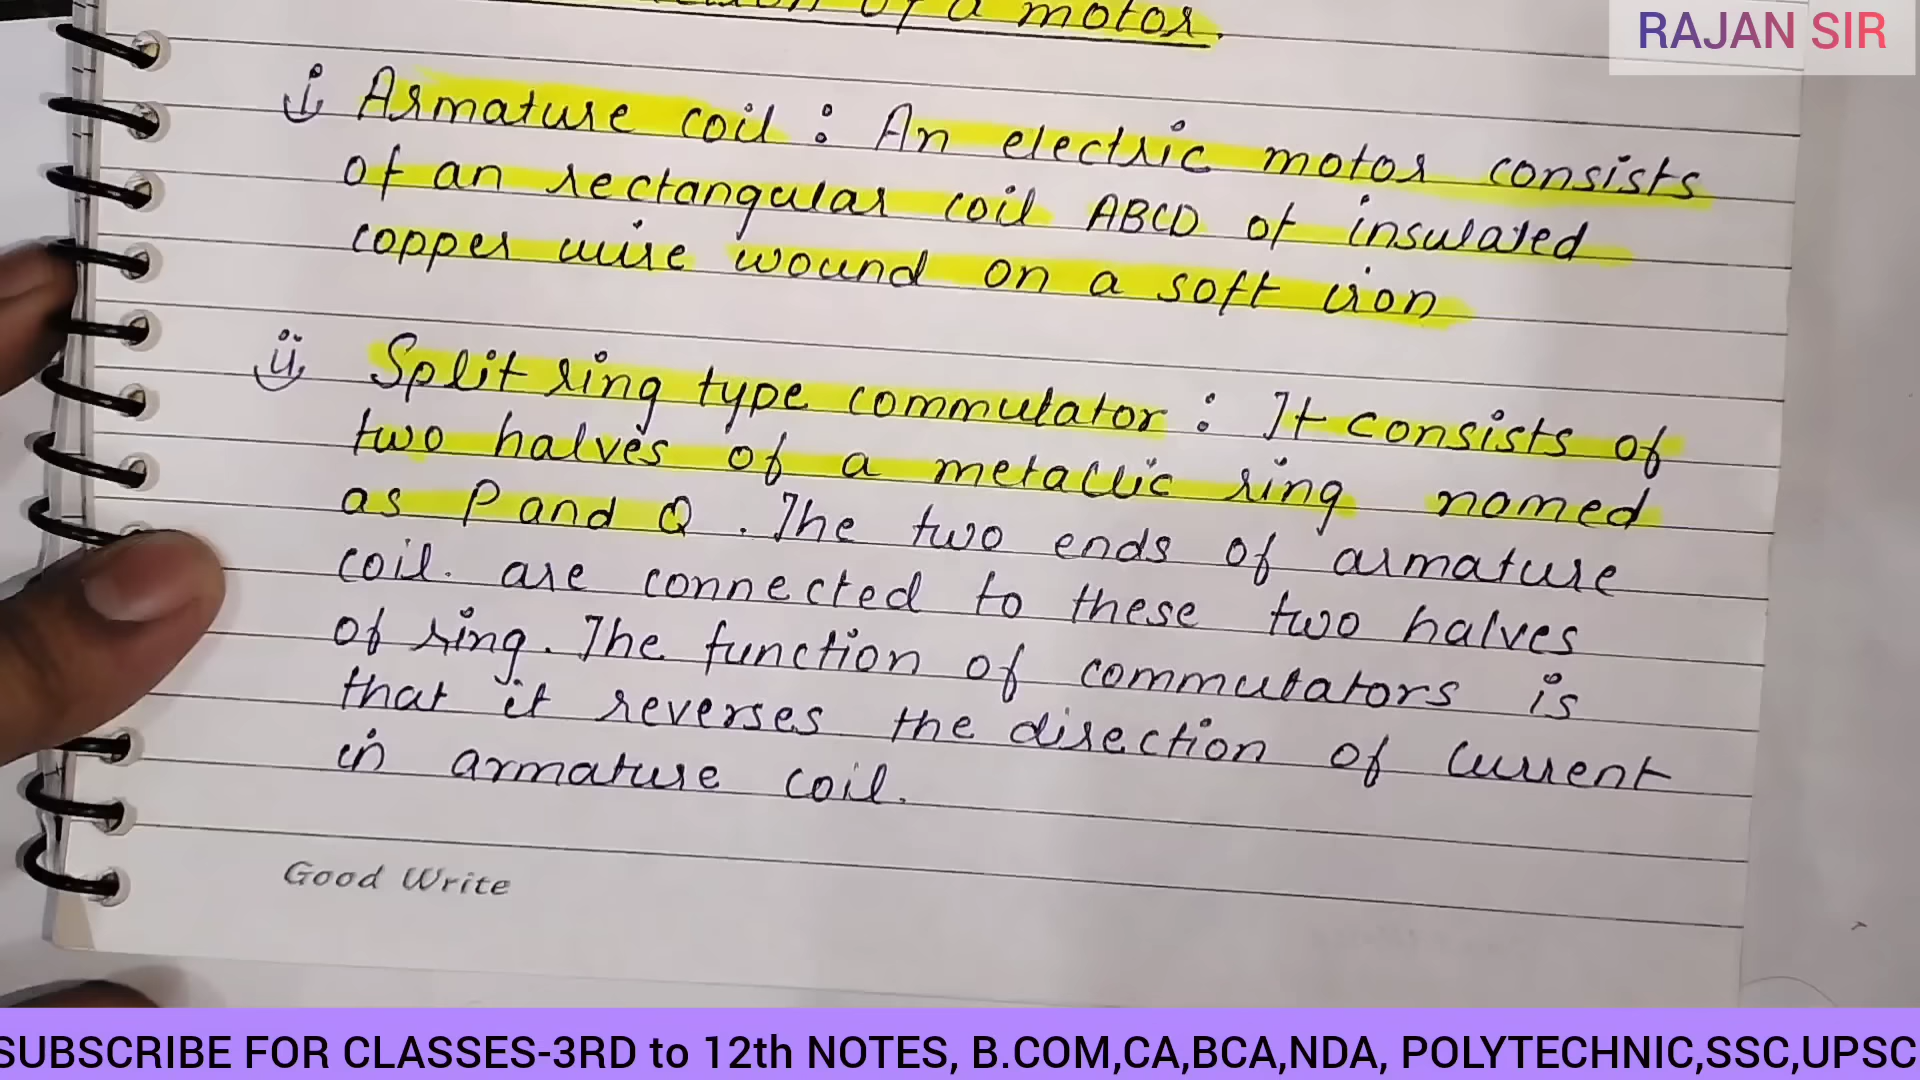 of a motor.
RAJAN SIR
i Armature coil : An electric motor consists
of an rectangular coil ABCD of insulated
copper wire wound on a soft iron
ii Split ring type commutator : It consists of
two halves of a metallic ring named
as P and Q. The two ends of armature
coil. are connected to these two halves
of ring. The function of commutators is
that it reverses the direction of current
in armature coil.
Good Write
SUBSCRIBE FOR CLASSES-3RD to 12th NOTES, B.COM,CA,BCA,NDA, POLYTECHNIC,SSC,UPSC